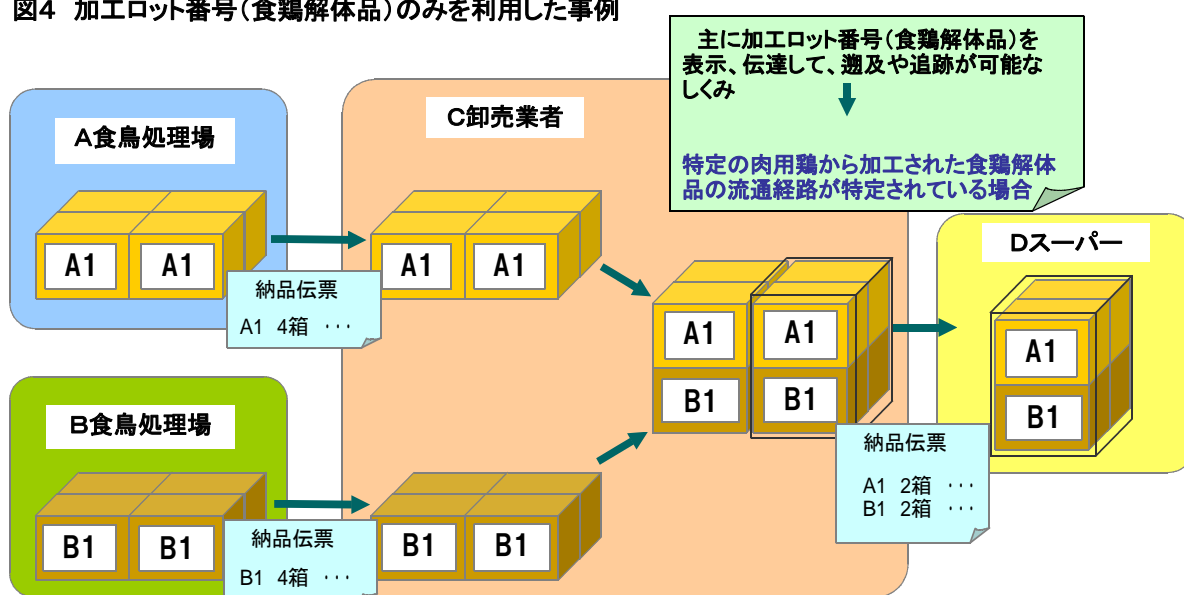 図4 加工ロット番号(食鶏解体品)のみを利用した事例
主に加工ロット番号(食鶏解体品)を
表示、伝達して、遡及や追跡が可能な
しくみ
特定の肉用鶏から加工された食鶏解体
品の流通経路が特定されている場合
A食鳥処理場
A1 A1
納品伝票
A1 4箱 ・・・
B食鳥処理場
B1 B1
納品伝票
B1 4箱 ・・・
C卸売業者
A1 A1
B1 B1
A1 A1
B1 B1
納品伝票
A1 2箱 ・・・
B1 2箱 ・・・
Dスーパー
A1
B1